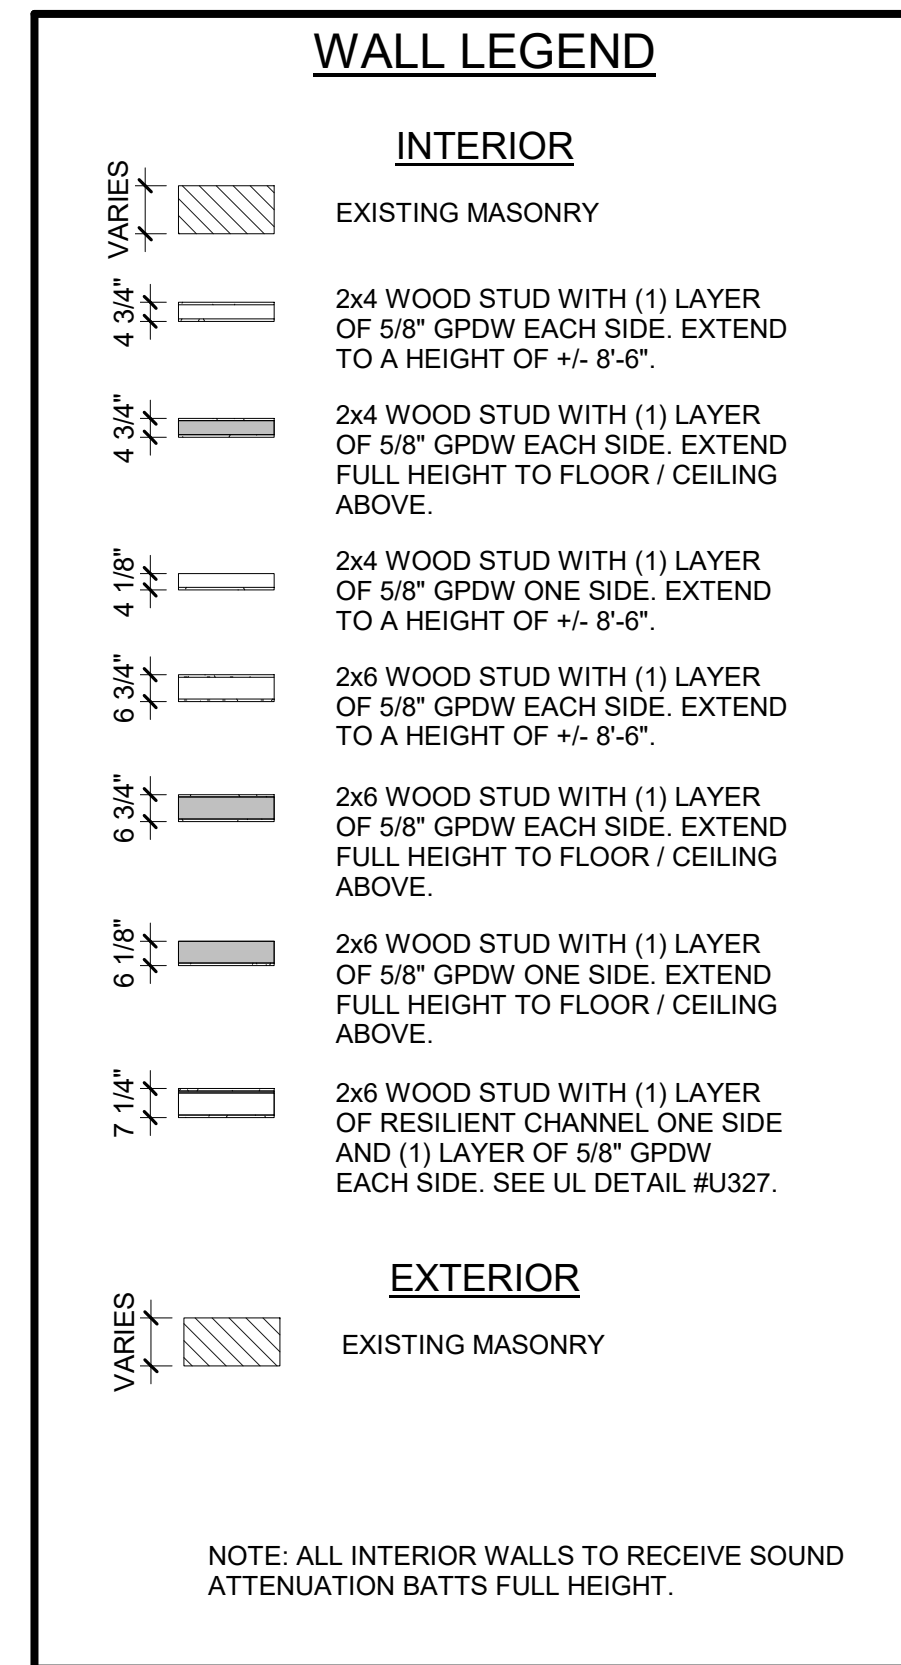 WALL LEGEND
INTERIOR
VARIES
EXISTING MASONRY
4 3/4"
2x4 WOOD STUD WITH (1) LAYER
OF 5/8" GPDW EACH SIDE. EXTEND
TO A HEIGHT OF +/- 8'-6".
4 3/4"
2x4 WOOD STUD WITH (1) LAYER
OF 5/8" GPDW EACH SIDE. EXTEND
FULL HEIGHT TO FLOOR / CEILING
ABOVE.
4 1/8"
2x4 WOOD STUD WITH (1) LAYER
OF 5/8" GPDW ONE SIDE. EXTEND
TO A HEIGHT OF +/- 8'-6".
6 3/4"
2x6 WOOD STUD WITH (1) LAYER
OF 5/8" GPDW EACH SIDE. EXTEND
TO A HEIGHT OF +/- 8'-6".
6 3/4"
2x6 WOOD STUD WITH (1) LAYER
OF 5/8" GPDW EACH SIDE. EXTEND
FULL HEIGHT TO FLOOR / CEILING
ABOVE.
6 1/8"
2x6 WOOD STUD WITH (1) LAYER
OF 5/8" GPDW ONE SIDE. EXTEND
FULL HEIGHT TO FLOOR / CEILING
ABOVE.
7 1/4"
2x6 WOOD STUD WITH (1) LAYER
OF RESILIENT CHANNEL ONE SIDE
AND (1) LAYER OF 5/8" GPDW
EACH SIDE. SEE UL DETAIL #U327.
EXTERIOR
VARIES
EXISTING MASONRY
NOTE: ALL INTERIOR WALLS TO RECEIVE SOUND
ATTENUATION BATTS FULL HEIGHT.